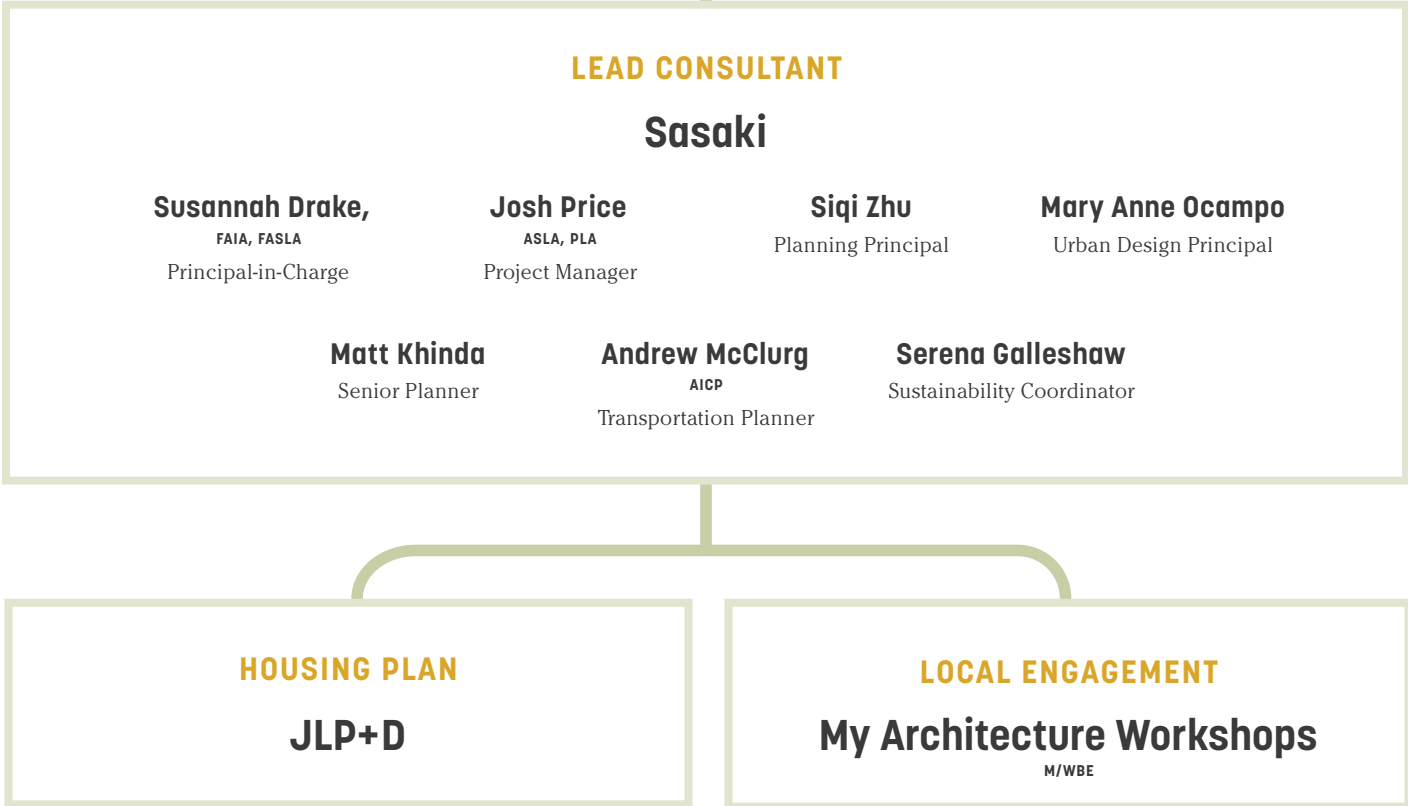 LEAD CONSULTANT
Sasaki
Susannah Drake,
FAIA, FASLA
Principal-in-Charge
Josh Price
ASLA, PLA
Project Manager
Siqi Zhu
Planning Principal
Mary Anne Ocampo
Urban Design Principal
Matt Khinda
Senior Planner
Andrew McClurg
AICP
Transportation Planner
Serena Galleshaw
Sustainability Coordinator
HOUSING PLAN
JLP+D
LOCAL ENGAGEMENT
My Architecture Workshops
M/WBE